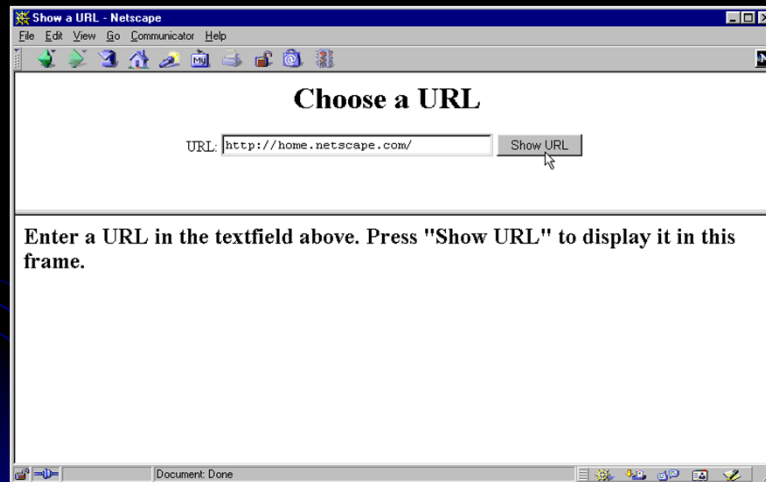 Show a URL - Netscape
File Edit View Go Communicator Help
My
Choose a URL
URL: http://home.netscape.com/ Show URL
Enter a URL in the textfield above. Press "Show URL" to display it in this
frame.
Document: Done